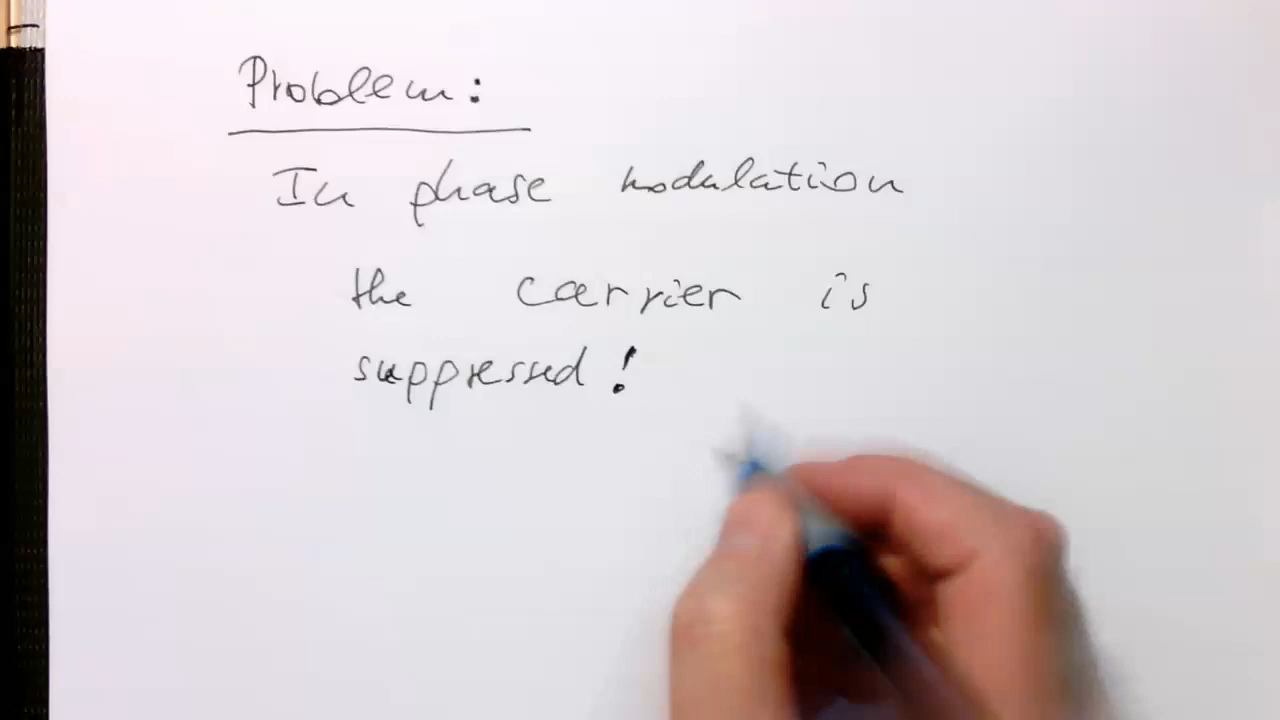 Problem:
In phase modulation
the carrier is
suppressed!